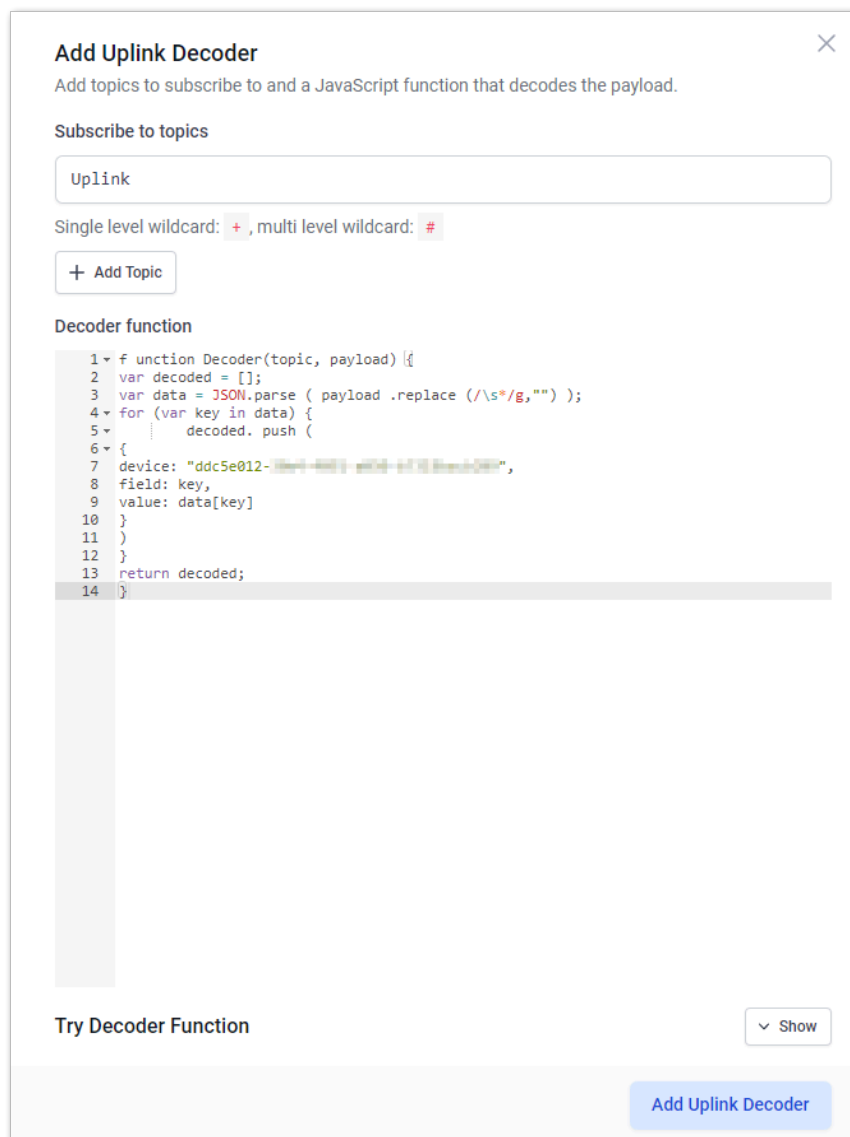 Add Uplink Decoder
Add topics to subscribe to and a JavaScript function that decodes the payload.
Subscribe to topics
Uplink
Single level wildcard: + , multi level wildcard: #
+ Add Topic
Decoder function
1 f unction Decoder(topic, payload) {
2 var decoded = [];
3 var data = JSON.parse ( payload .replace (/\s*/g,"") );
4 for (var key in data) {
5 decoded. push (
6 {
7 device: "ddc5e012- ",
8 field: key,
9 value: data[key]
10 }
11 )
12 }
13 return decoded;
14 }
Try Decoder Function
Show
Add Uplink Decoder